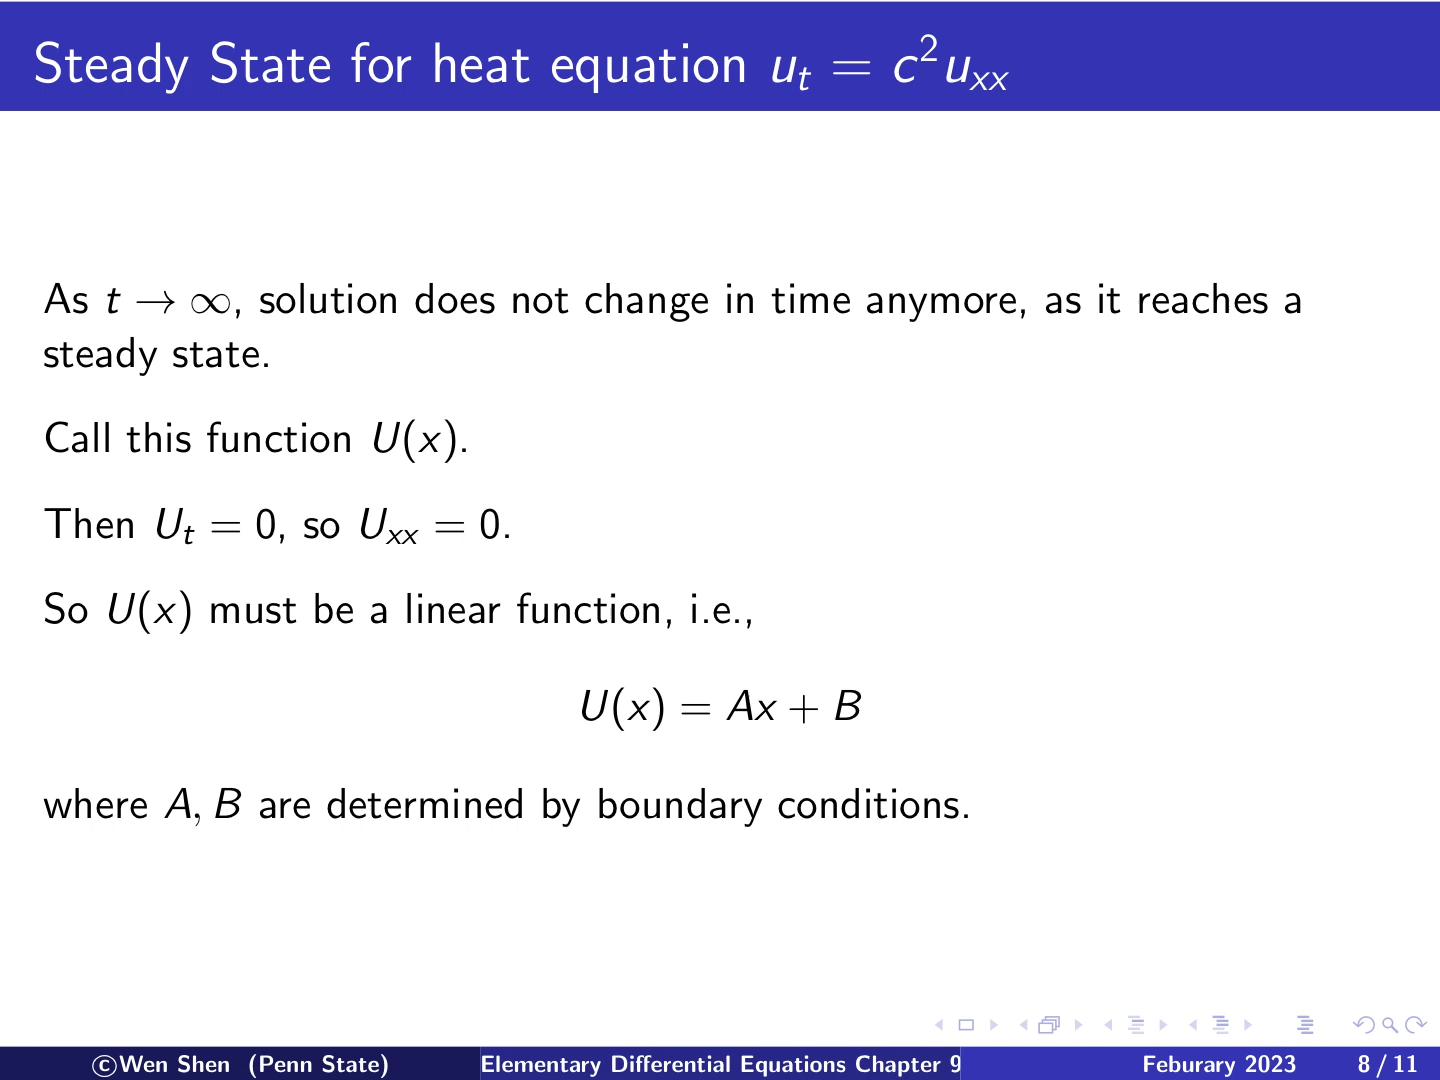 Steady State for heat equation $u_t = c^2 u_{xx}$
As $t \to \infty$, solution does not change in time anymore, as it reaches a
steady state.
Call this function $U(x)$.
Then $U_t = 0$, so $U_{xx} = 0$.
So $U(x)$ must be a linear function, i.e.,
$U(x) = Ax + B$
where $A, B$ are determined by boundary conditions.
©Wen Shen (Penn State) Elementary Differential Equations Chapter 9 Feburary 2023 8 / 11